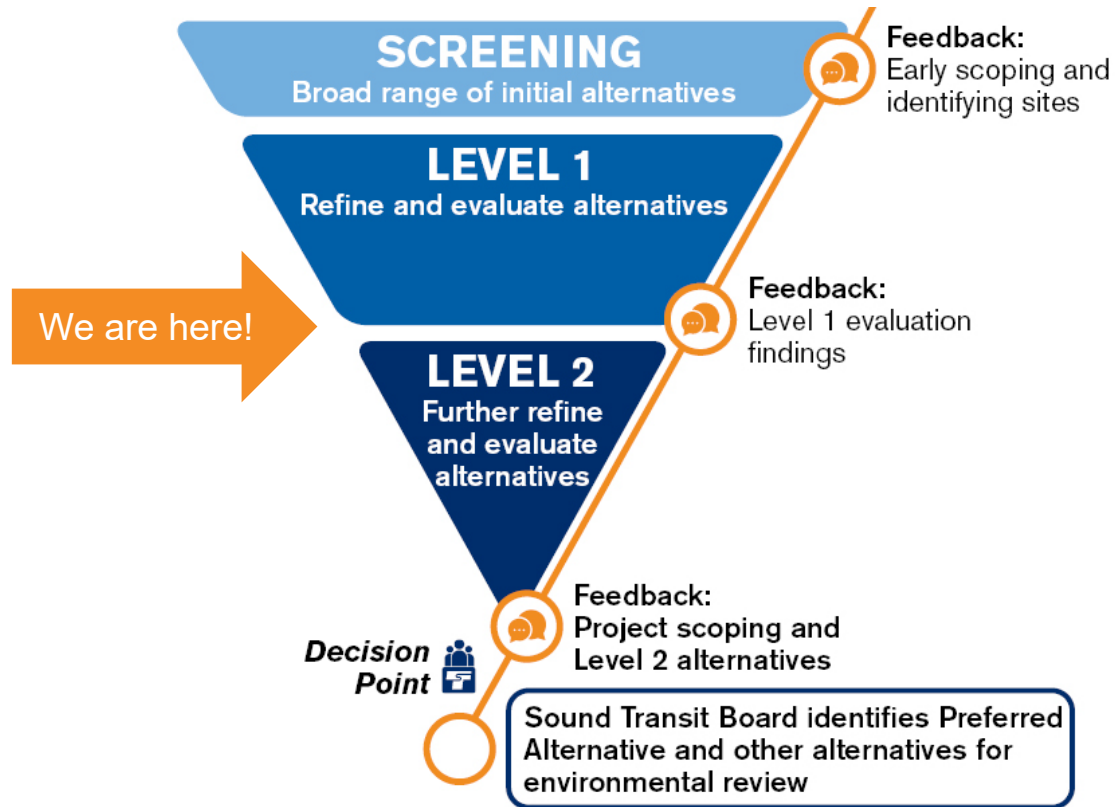 SCREENING
Broad range of initial alternatives
Feedback:
Early scoping and
identifying sites
LEVEL 1
Refine and evaluate alternatives
We are here!
Feedback:
Level 1 evaluation
findings
LEVEL 2
Further refine
and evaluate
alternatives
Feedback:
Project scoping and
Level 2 alternatives
Decision
Point
Sound Transit Board identifies Preferred
Alternative and other alternatives for
environmental review